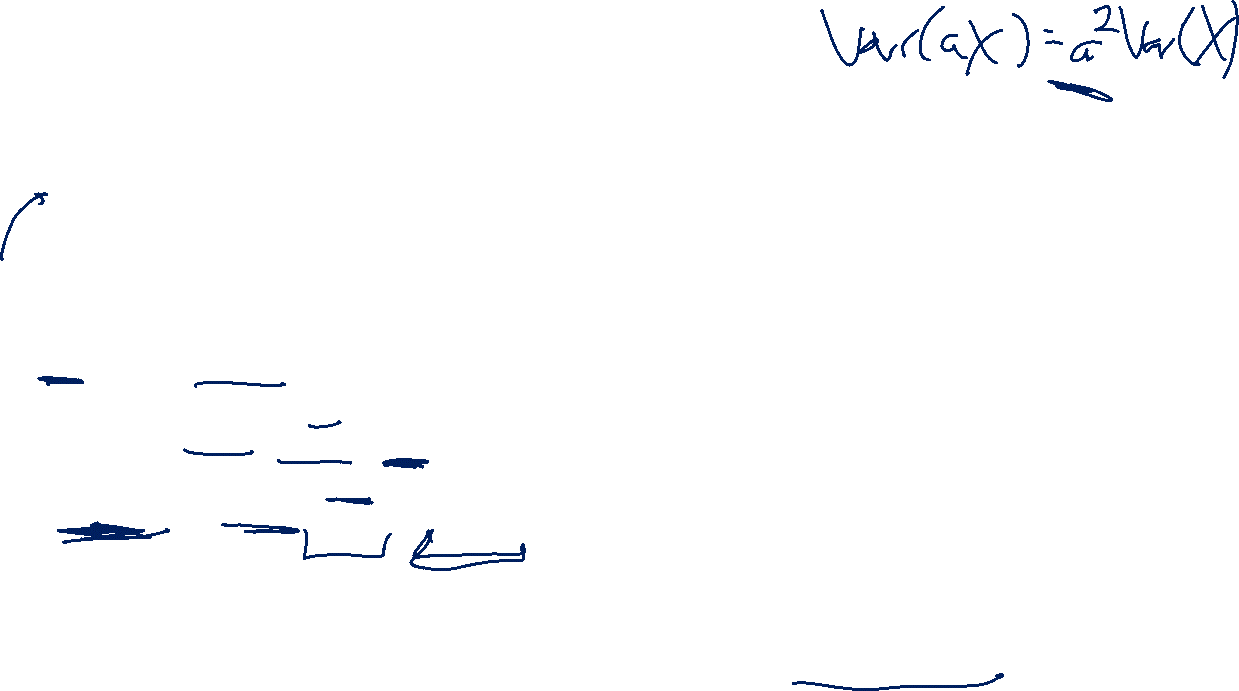 Var(aX) = a²Var(X)